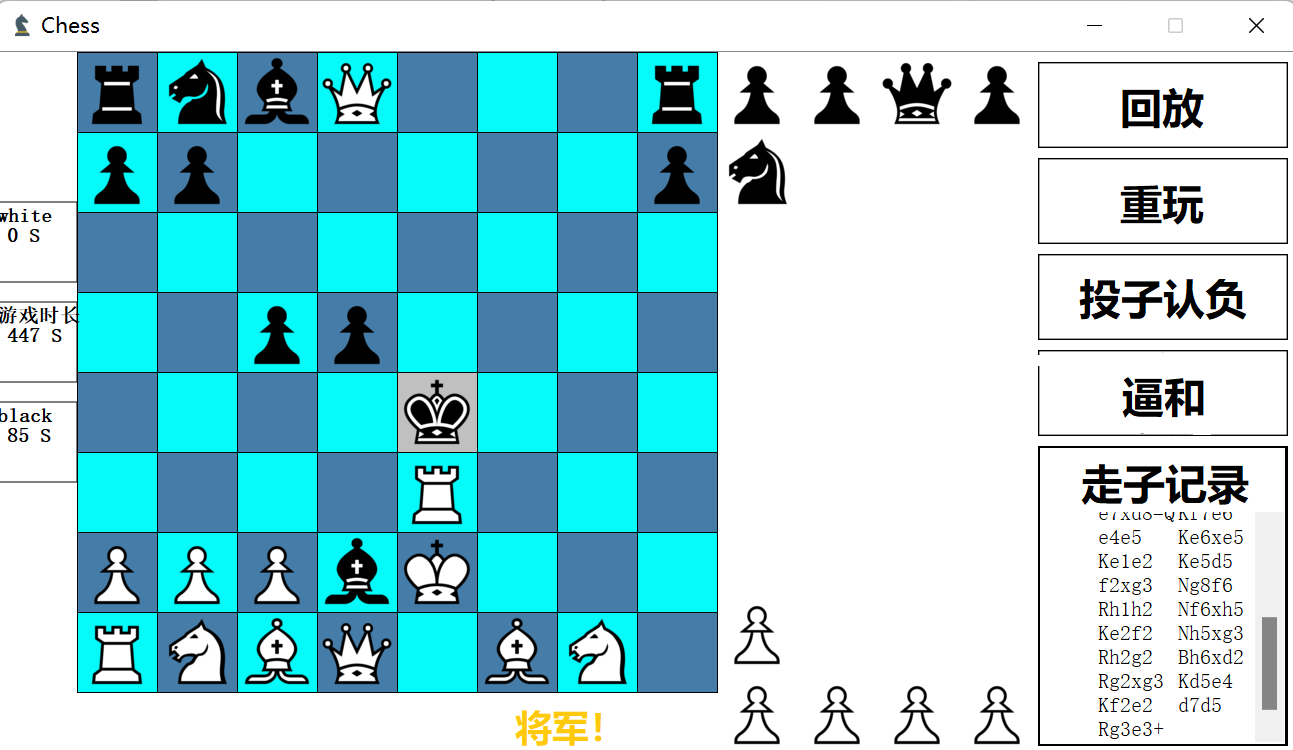 Chess
white
0 S
游戏时长
447 S
black
85 S
回放
重玩
投子认负
逼和
走子记录
e7xd8-Q Kf7e6
e4e5 Ke6xe5
Ke1e2 Ke5d5
f2xg3 Ng8f6
Rh1h2 Nf6xh5
Ke2f2 Nh5xg3
Rh2g2 Bh6xd2
Rg2xg3 Kd5e4
Kf2e2 d7d5
Rg3e3+
将军!